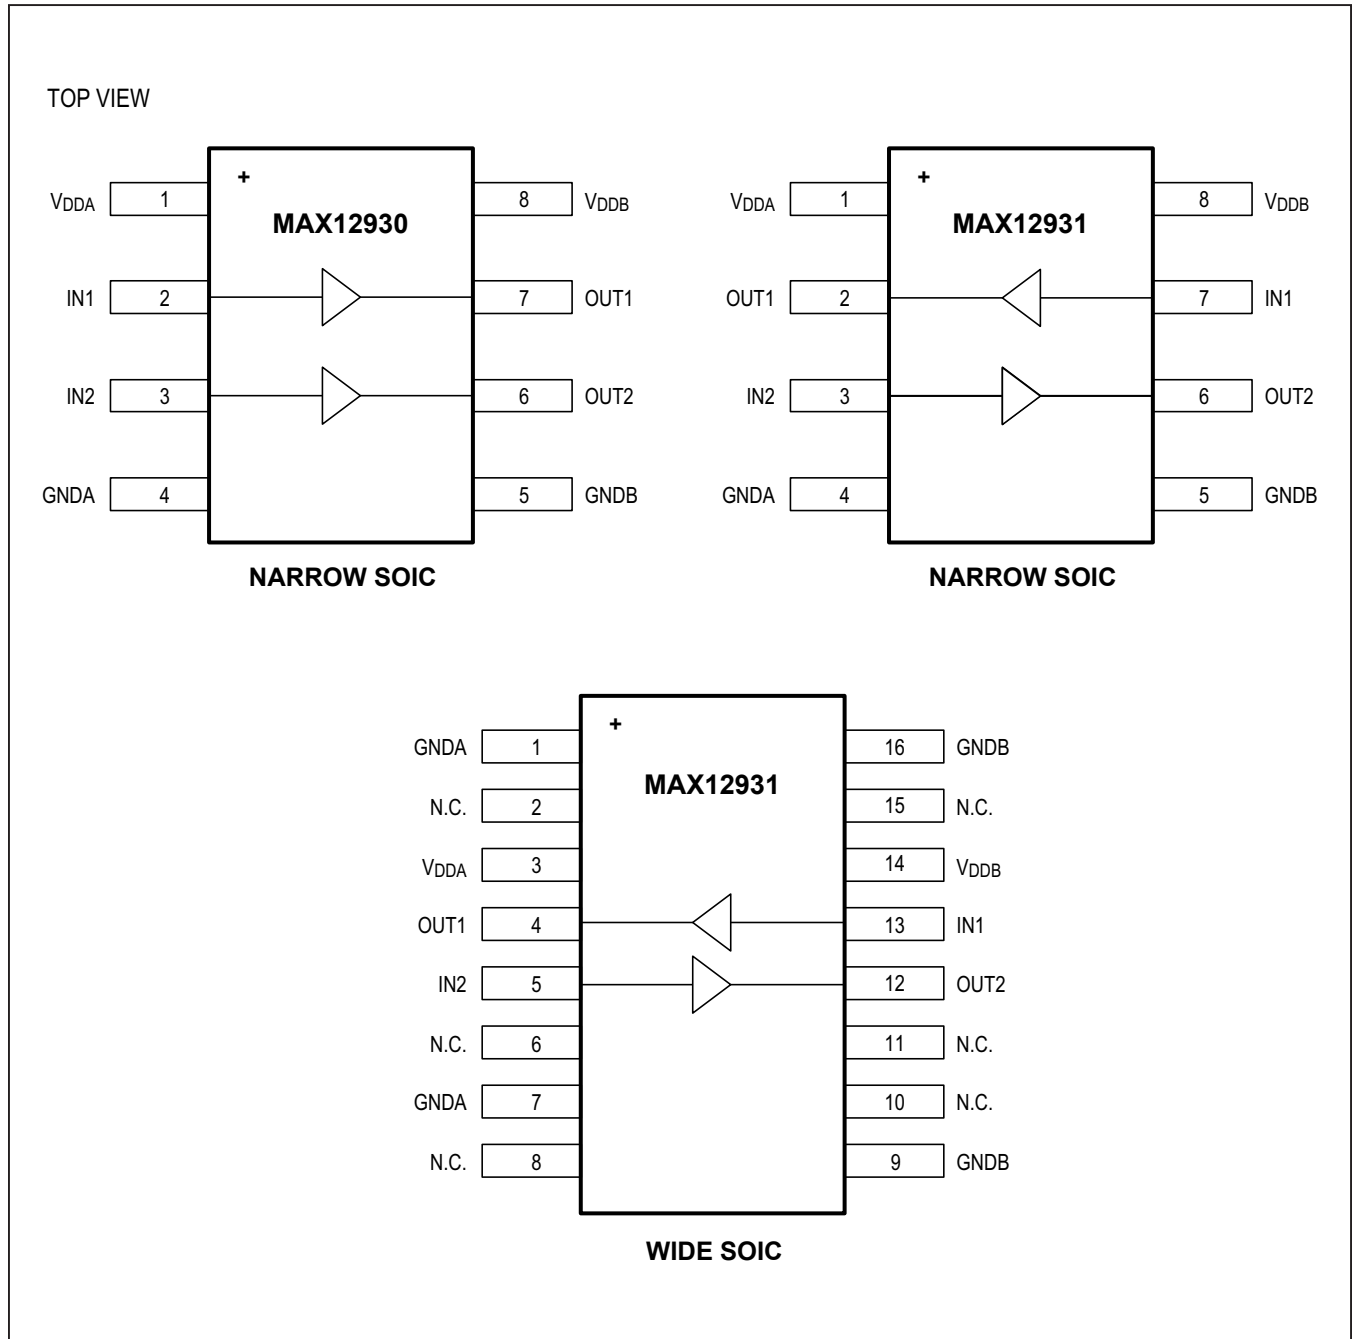 TOP VIEW
+ +
MAX12930 MAX12931
VDDA 1 8 VDDB VDDA 1 8 VDDB
IN1 2 7 OUT1 OUT1 2 7 IN1
IN2 3 6 OUT2 IN2 3 6 OUT2
GNDA 4 5 GNDB GNDA 4 5 GNDB
NARROW SOIC NARROW SOIC
+
MAX12931
GNDA 1 16 GNDB
N.C. 2 15 N.C.
VDDA 3 14 VDDB
OUT1 4 13 IN1
IN2 5 12 OUT2
N.C. 6 11 N.C.
GNDA 7 10 N.C.
N.C. 8 9 GNDB
WIDE SOIC